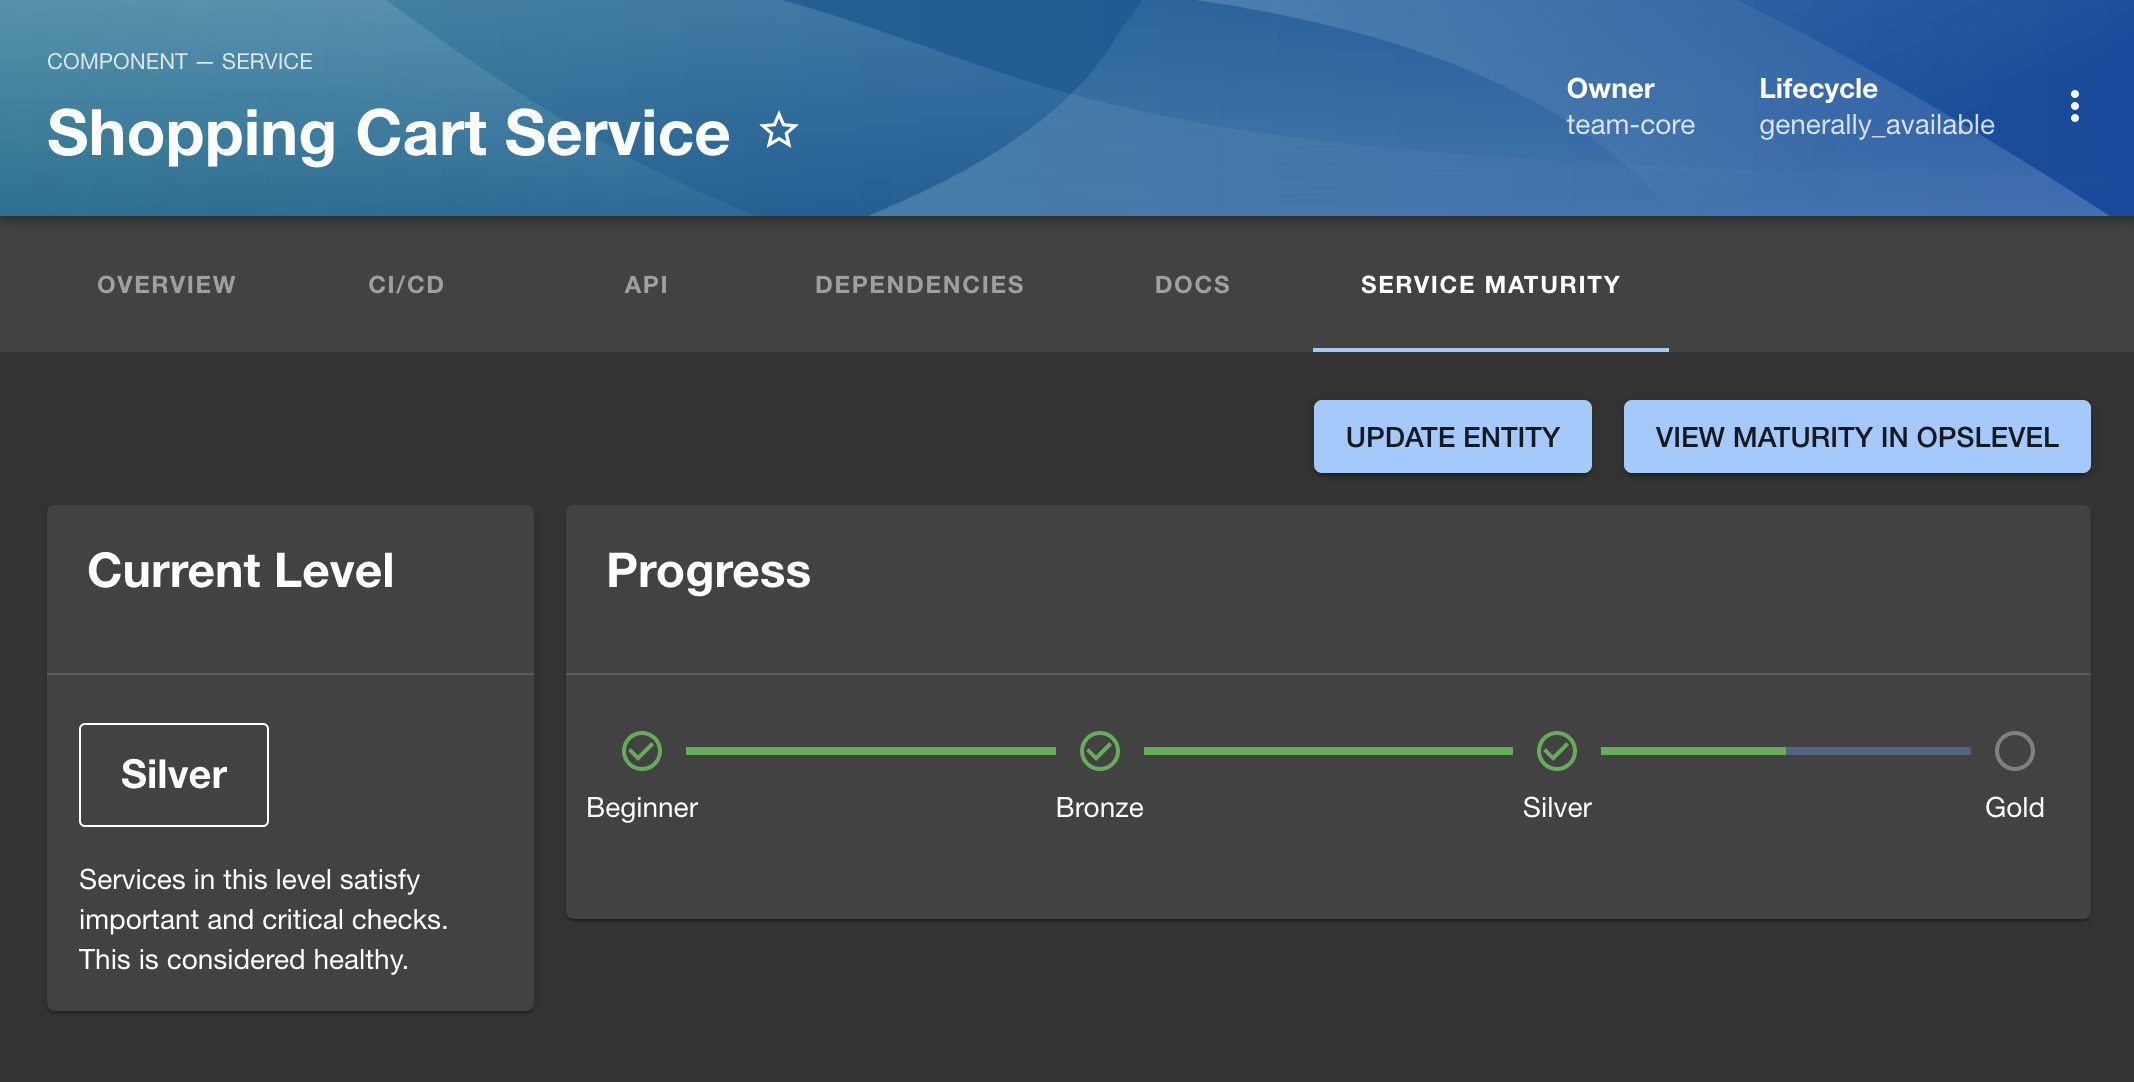 COMPONENT — SERVICE
Shopping Cart Service
Owner
team-core
Lifecycle
generally_available
OVERVIEW
CI/CD
API
DEPENDENCIES
DOCS
SERVICE MATURITY
UPDATE ENTITY
VIEW MATURITY IN OPSLEVEL
Current Level
Silver
Services in this level satisfy
important and critical checks.
This is considered healthy.
Progress
Beginner
Bronze
Silver
Gold